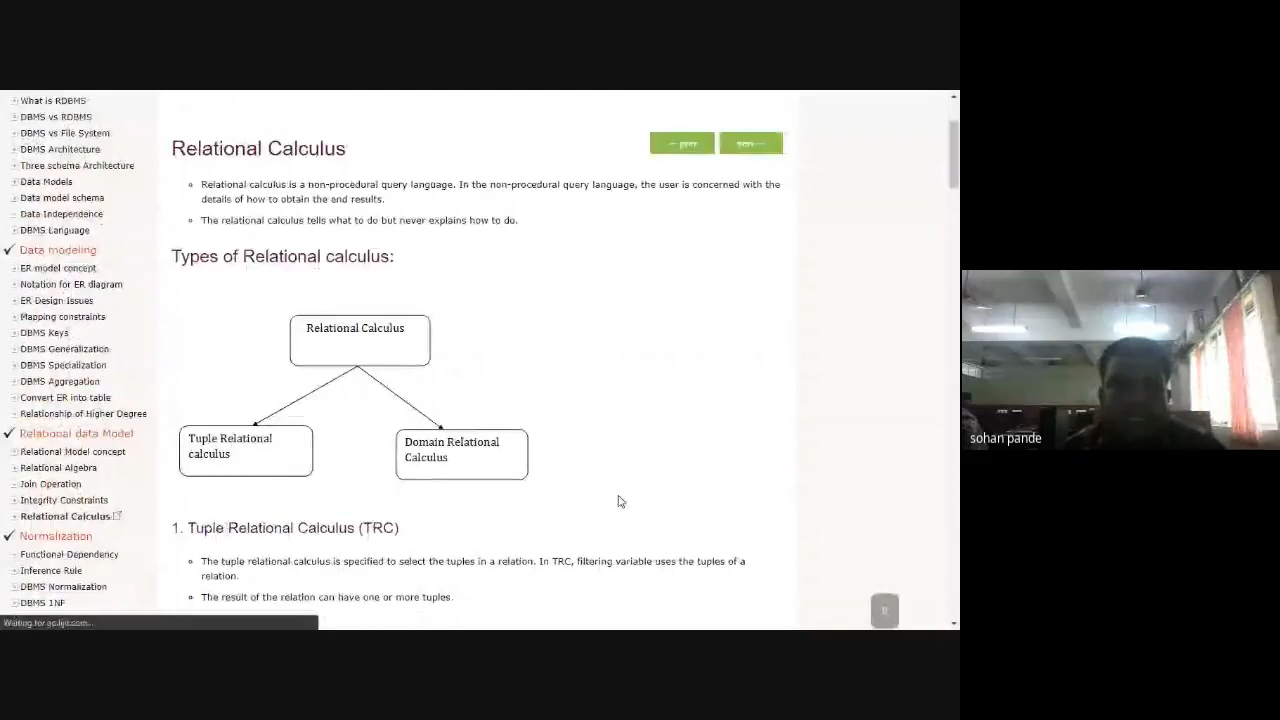 What is RDBMS
DBMS vs RDBMS
DBMS vs File System
DBMS Architecture
Three schema Architecture
Data Models
Data model schema
Data Independence
DBMS Language
Data modeling
ER model concept
Notation for ER diagram
ER Design Issues
Mapping constraints
DBMS Keys
DBMS Generalization
DBMS Specialization
DBMS Aggregation
Convert ER into table
Relationship of Higher Degree
Relational data Model
Relational Model concept
Relational Algebra
Join Operation
Integrity Constraints
Relational Calculus
Normalization
Functional Dependency
Inference Rule
DBMS Normalization
DBMS 1NF
Waiting for ap.lijit.com...
Relational Calculus
← prev
next →
Relational calculus is a non-procedural query language. In the non-procedural query language, the user is concerned with the
details of how to obtain the end results.
The relational calculus tells what to do but never explains how to do.
Types of Relational calculus:
Relational Calculus
Tuple Relational
calculus
Domain Relational
Calculus
1. Tuple Relational Calculus (TRC)
The tuple relational calculus is specified to select the tuples in a relation. In TRC, filtering variable uses the tuples of a
relation.
The result of the relation can have one or more tuples.
sohan pande